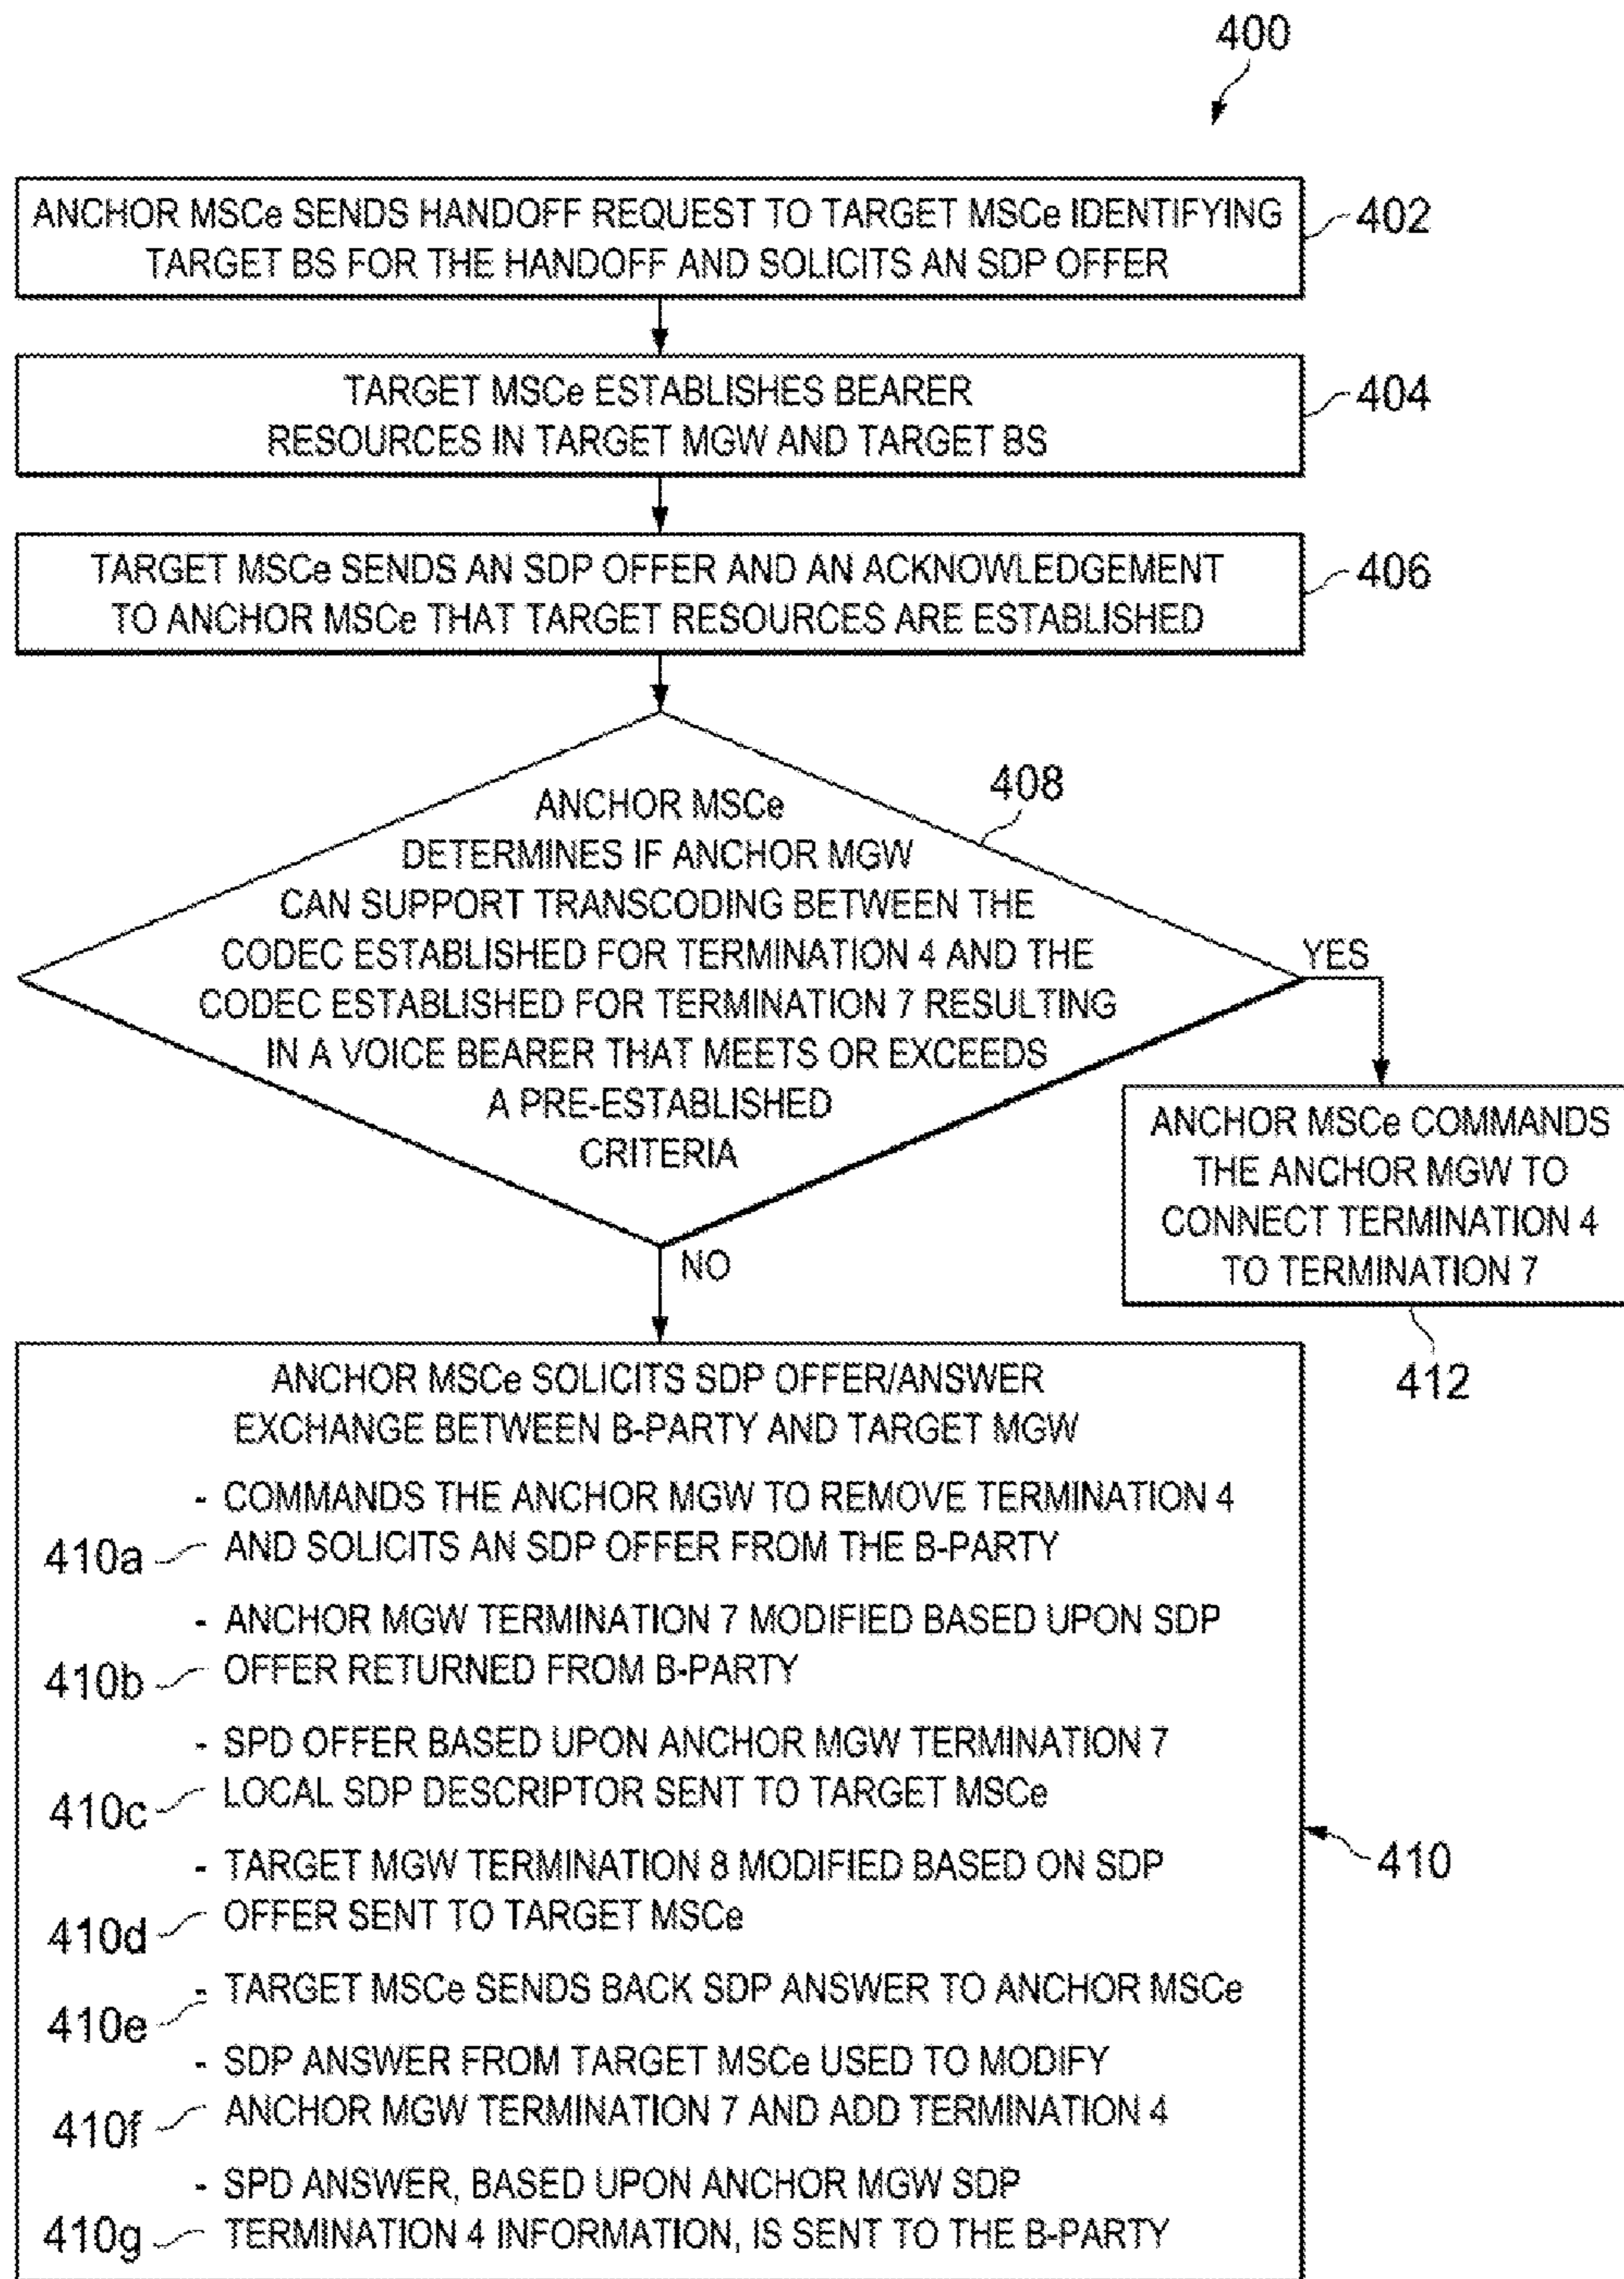 400
ANCHOR MSCe SENDS HANDOFF REQUEST TO TARGET MSCe IDENTIFYING
TARGET BS FOR THE HANDOFF AND SOLICITS AN SDP OFFER
402
TARGET MSCe ESTABLISHES BEARER
RESOURCES IN TARGET MGW AND TARGET BS
404
TARGET MSCe SENDS AN SDP OFFER AND AN ACKNOWLEDGEMENT
TO ANCHOR MSCe THAT TARGET RESOURCES ARE ESTABLISHED
406
ANCHOR MSCe
DETERMINES IF ANCHOR MGW
CAN SUPPORT TRANSCODING BETWEEN THE
CODEC ESTABLISHED FOR TERMINATION 4 AND THE
CODEC ESTABLISHED FOR TERMINATION 7 RESULTING
IN A VOICE BEARER THAT MEETS OR EXCEEDS
A PRE-ESTABLISHED
CRITERIA
408
YES
ANCHOR MSCe COMMANDS
THE ANCHOR MGW TO
CONNECT TERMINATION 4
TO TERMINATION 7
412
NO
ANCHOR MSCe SOLICITS SDP OFFER/ANSWER
EXCHANGE BETWEEN B-PARTY AND TARGET MGW
- COMMANDS THE ANCHOR MGW TO REMOVE TERMINATION 4
410a AND SOLICITS AN SDP OFFER FROM THE B-PARTY
- ANCHOR MGW TERMINATION 7 MODIFIED BASED UPON SDP
410b OFFER RETURNED FROM B-PARTY
- SPD OFFER BASED UPON ANCHOR MGW TERMINATION 7
410c LOCAL SDP DESCRIPTOR SENT TO TARGET MSCe
- TARGET MGW TERMINATION 8 MODIFIED BASED ON SDP
410d OFFER SENT TO TARGET MSCe
410
- TARGET MSCe SENDS BACK SDP ANSWER TO ANCHOR MSCe
410e
- SDP ANSWER FROM TARGET MSCe USED TO MODIFY
410f ANCHOR MGW TERMINATION 7 AND ADD TERMINATION 4
- SPD ANSWER, BASED UPON ANCHOR MGW SDP
410g TERMINATION 4 INFORMATION, IS SENT TO THE B-PARTY